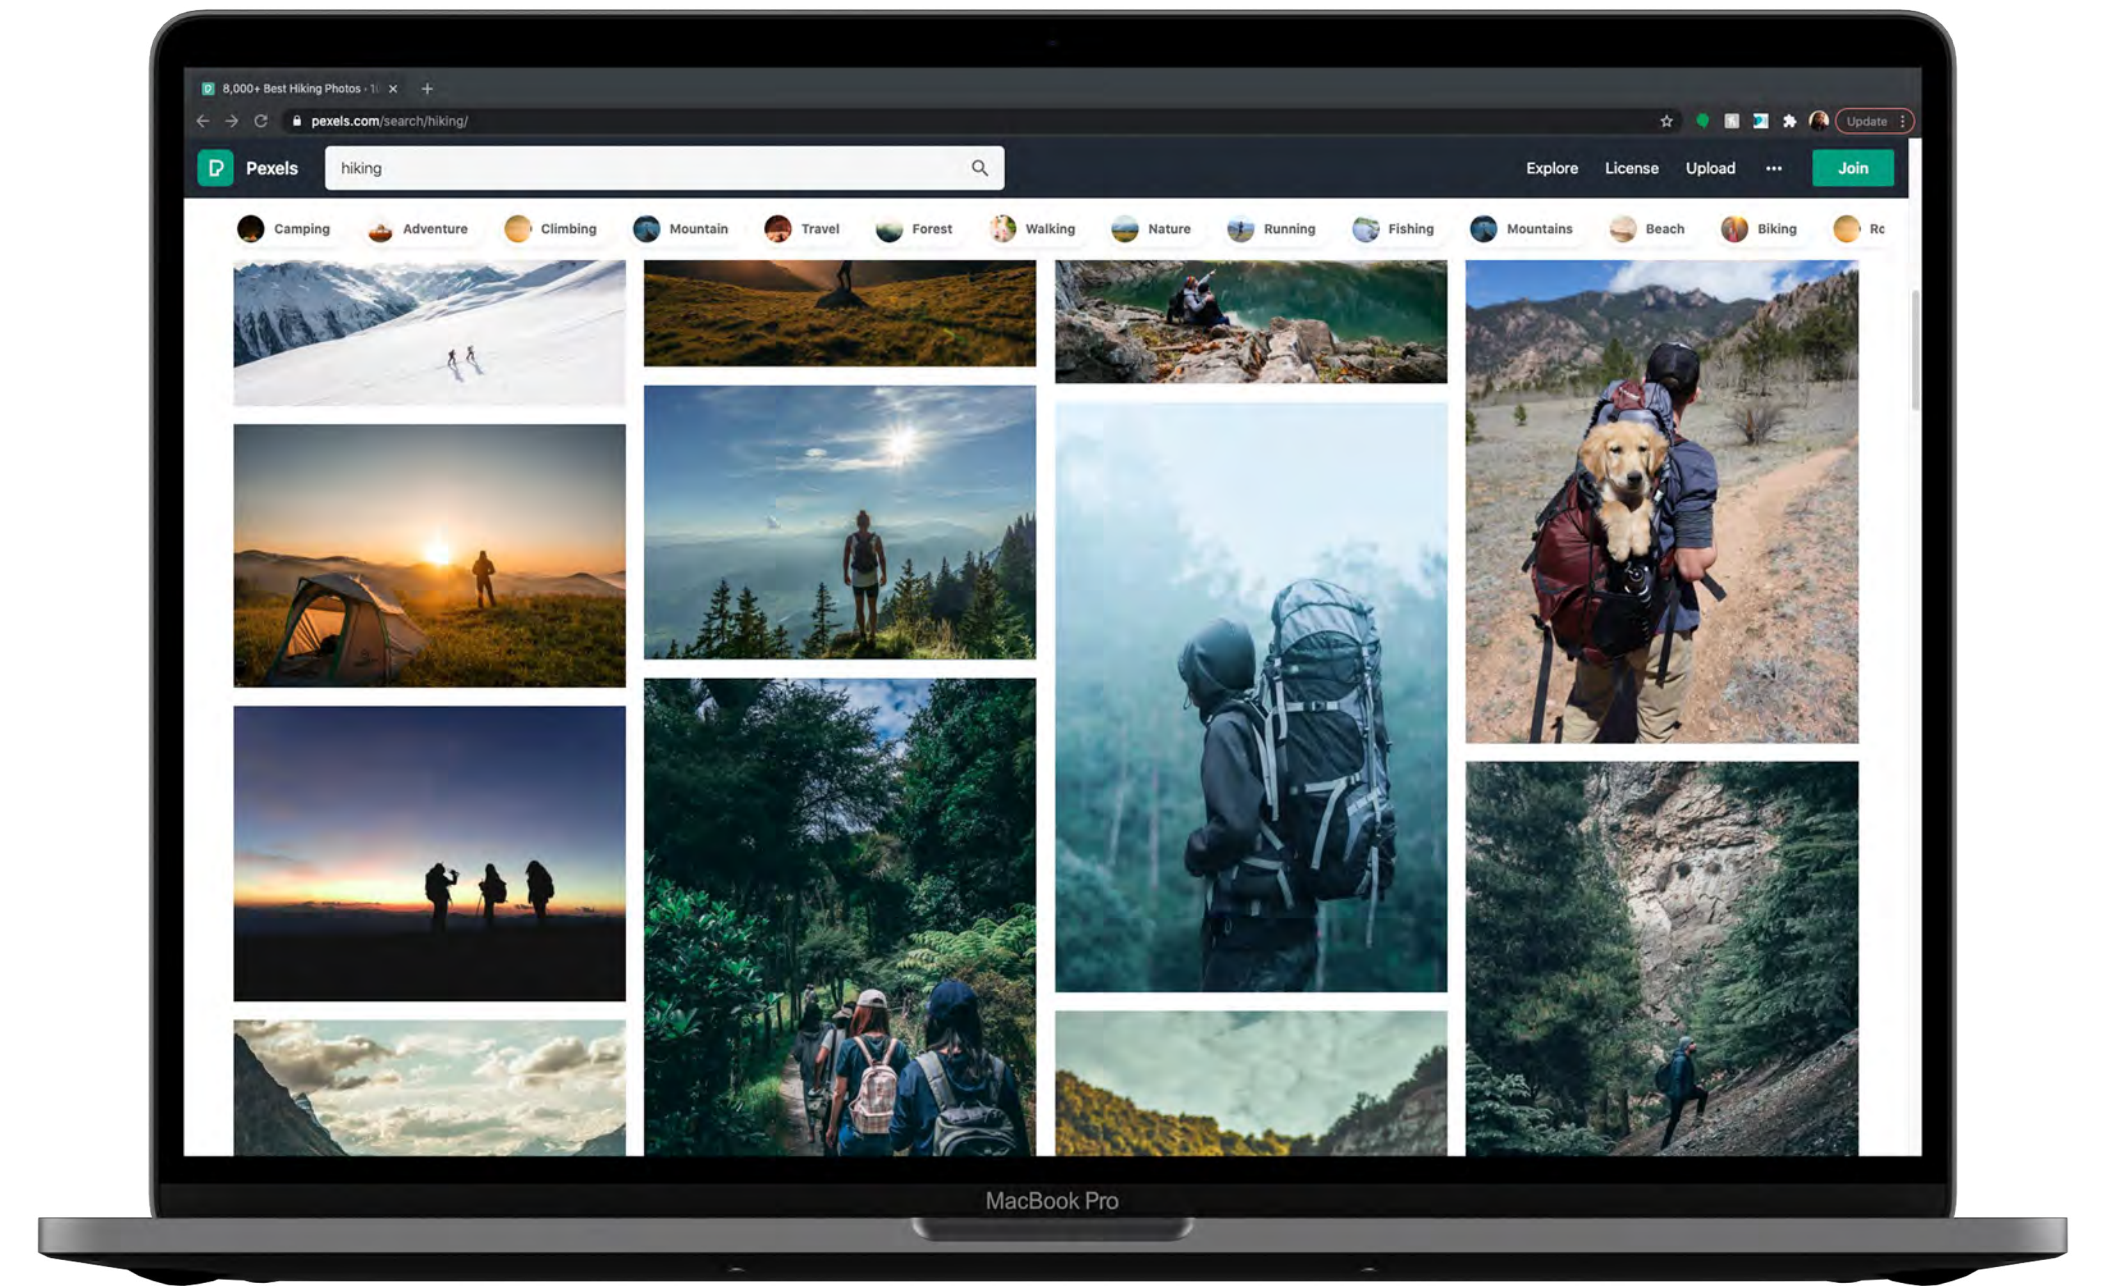 8,000+ Best Hiking Photos · 1
pexels.com/search/hiking/
Update
Pexels
hiking
Explore License Upload ••• Join
Camping Adventure Climbing Mountain Travel Forest Walking Nature Running Fishing Mountains Beach Biking Ro
MacBook Pro